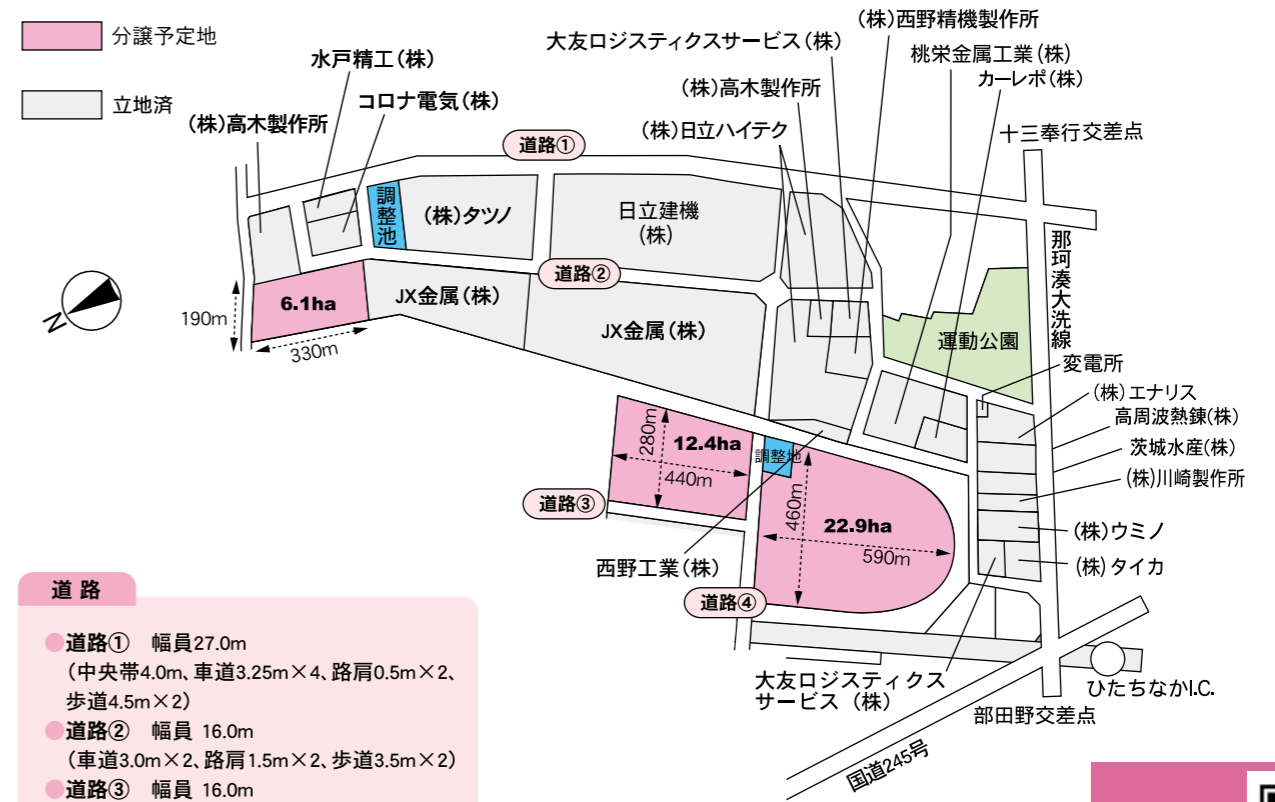 分譲予定地
立地済
(株)高木製作所
水戸精工(株)
コロナ電気(株)
大友ロジスティクスサービス(株)
(株)西野精機製作所
(株)高木製作所
(株)日立ハイテク
桃栄金属工業(株)
カーレポ(株)
十三奉行交差点
道路①
調整池
(株)タツノ
日立建機
(株)
那珂湊大洗線
道路②
N
190m
6.1ha
330m
JX金属(株)
JX金属(株)
運動公園
変電所
(株)エナリス
高周波熱錬(株)
茨城水産(株)
(株)川崎製作所
(株)ウミノ
(株)タイカ
280m
12.4ha
440m
調整地
460m
22.9ha
590m
道路③
西野工業(株)
道路④
大友ロジスティクス
サービス(株)
ひたちなかI.C.
部田野交差点
国道245号
道路
●道路① 幅員27.0m
(中央帯4.0m、車道3.25m×4、路肩0.5m×2、
歩道4.5m×2)
●道路② 幅員 16.0m
(車道3.0m×2、路肩1.5m×2、歩道3.5m×2)
●道路③ 幅員 16.0m